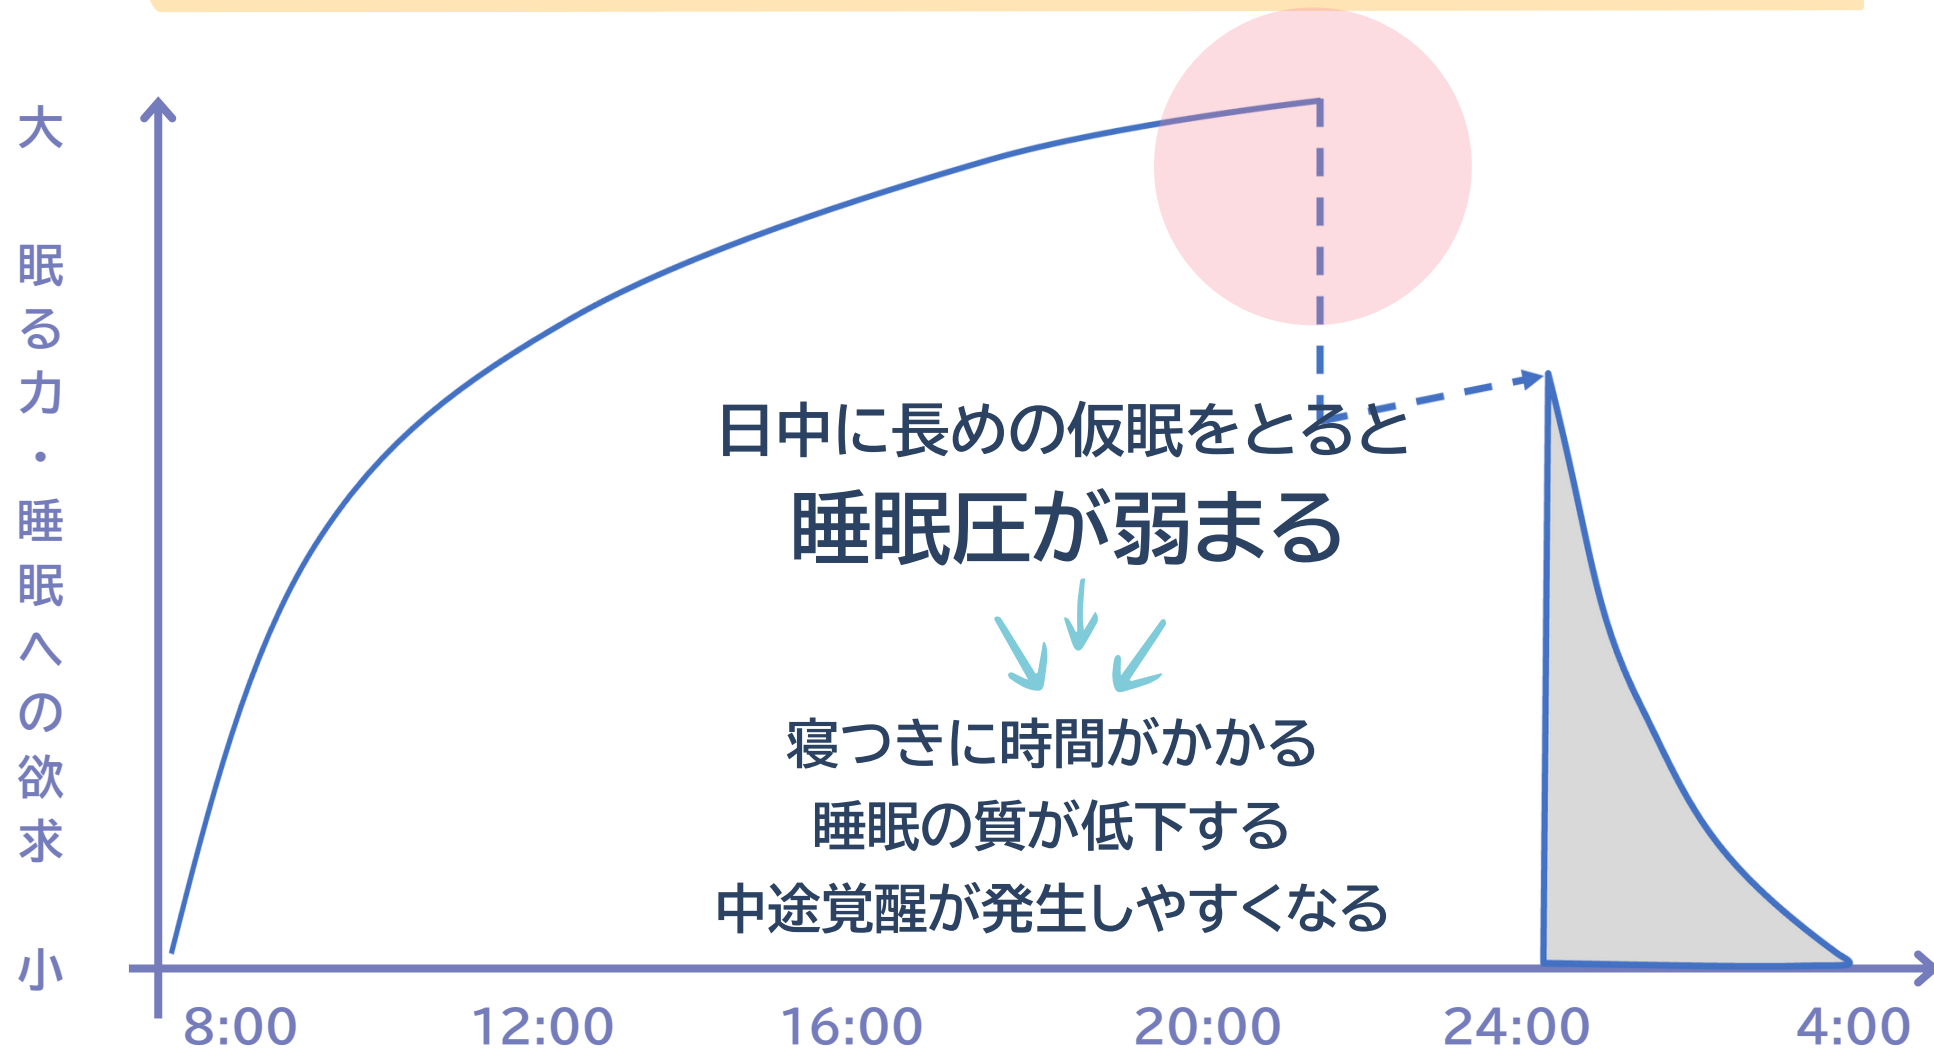 大 眠る力・睡眠への欲求 小
日中に長めの仮眠をとると
睡眠圧が弱まる
寝つきに時間がかかる
睡眠の質が低下する
中途覚醒が発生しやすくなる
8:00 12:00 16:00 20:00 24:00 4:00